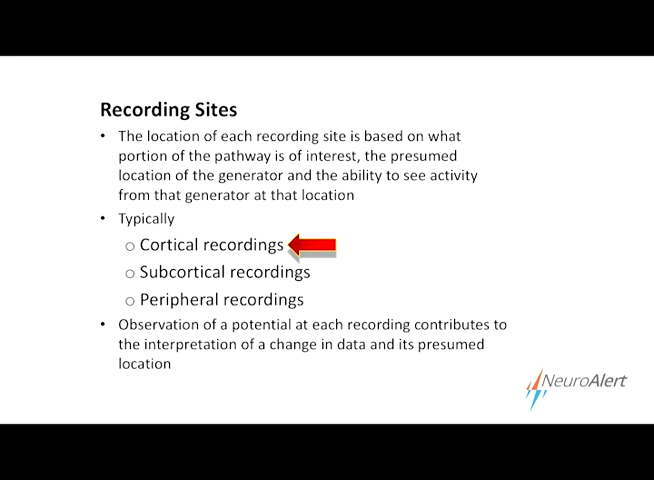 Recording Sites
• The location of each recording site is based on what
portion of the pathway is of interest, the presumed
location of the generator and the ability to see activity
from that generator at that location
• Typically
o Cortical recordings
o Subcortical recordings
o Peripheral recordings
• Observation of a potential at each recording contributes to
the interpretation of a change in data and its presumed
location
NeuroAlert